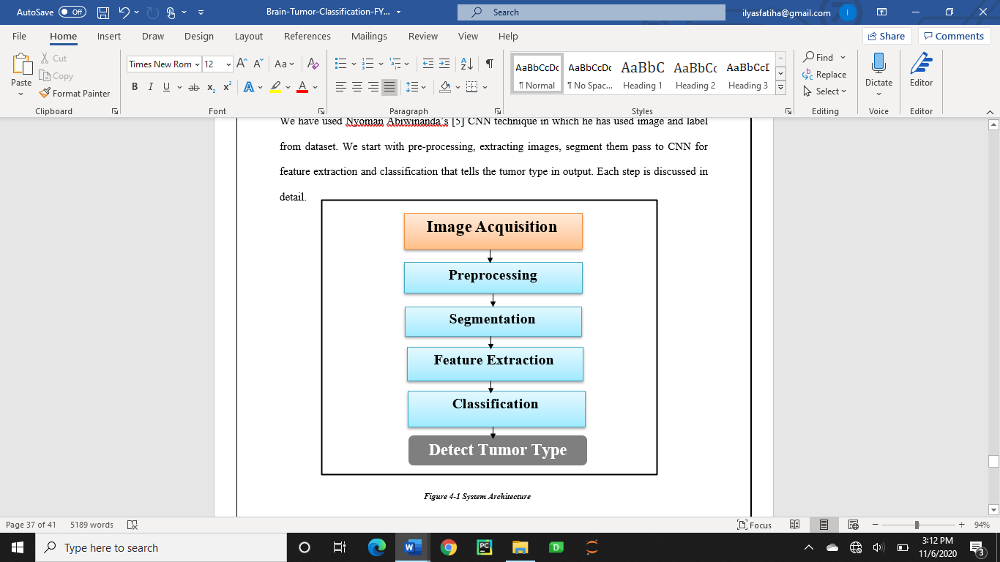 AutoSave Off Brain-Tumor-Classification-FY... Search ilyasfatiha@gmail.com I
File Home Insert Draw Design Layout References Mailings Review View Help Share Comments
Paste Cut Copy Format Painter
Times New Rom 12 A A Aa A
B I U ab x₂ x² A A
AaBbCcDc AaBbCcDc AaBbC AaBbCc AaBbCcI
¶ Normal ¶ No Spac... Heading 1 Heading 2 Heading 3
Find Replace Select
Dictate Editor
Clipboard Font Paragraph Styles Editing Voice Editor
We have used Nyoman Abiwinanda's [5] CNN technique in which he has used image and label
from dataset. We start with pre-processing, extracting images, segment them pass to CNN for
feature extraction and classification that tells the tumor type in output. Each step is discussed in
detail.
Image Acquisition
Preprocessing
Segmentation
Feature Extraction
Classification
Detect Tumor Type
Figure 4-1 System Architecture
Page 37 of 41 5189 words Focus 94%
Type here to search W PC D 3:12 PM
11/6/2020 3